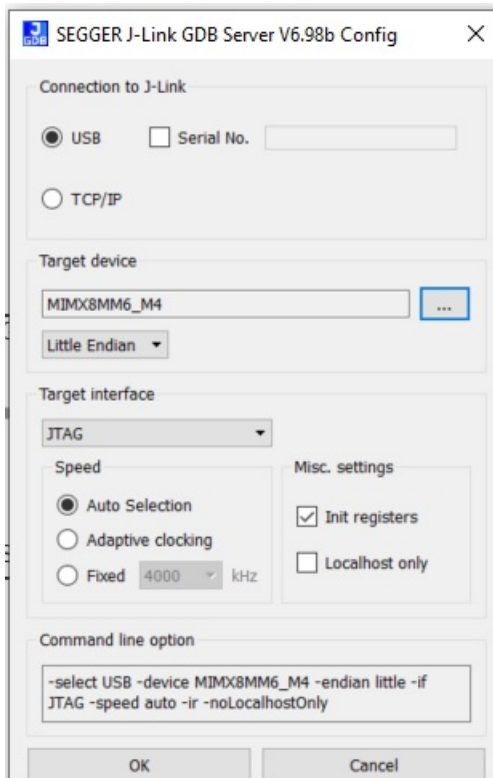 J GDB SEGGER J-Link GDB Server V6.98b Config
Connection to J-Link
USB Serial No.
TCP/IP
Target device
MIMX8MM6_M4 ...
Little Endian
Target interface
JTAG
Speed Misc. settings
Auto Selection Init registers
Adaptive clocking
Localhost only
Fixed 4000 kHz
Command line option
-select USB -device MIMX8MM6_M4 -endian little -if
JTAG -speed auto -ir -noLocalhostOnly
OK Cancel